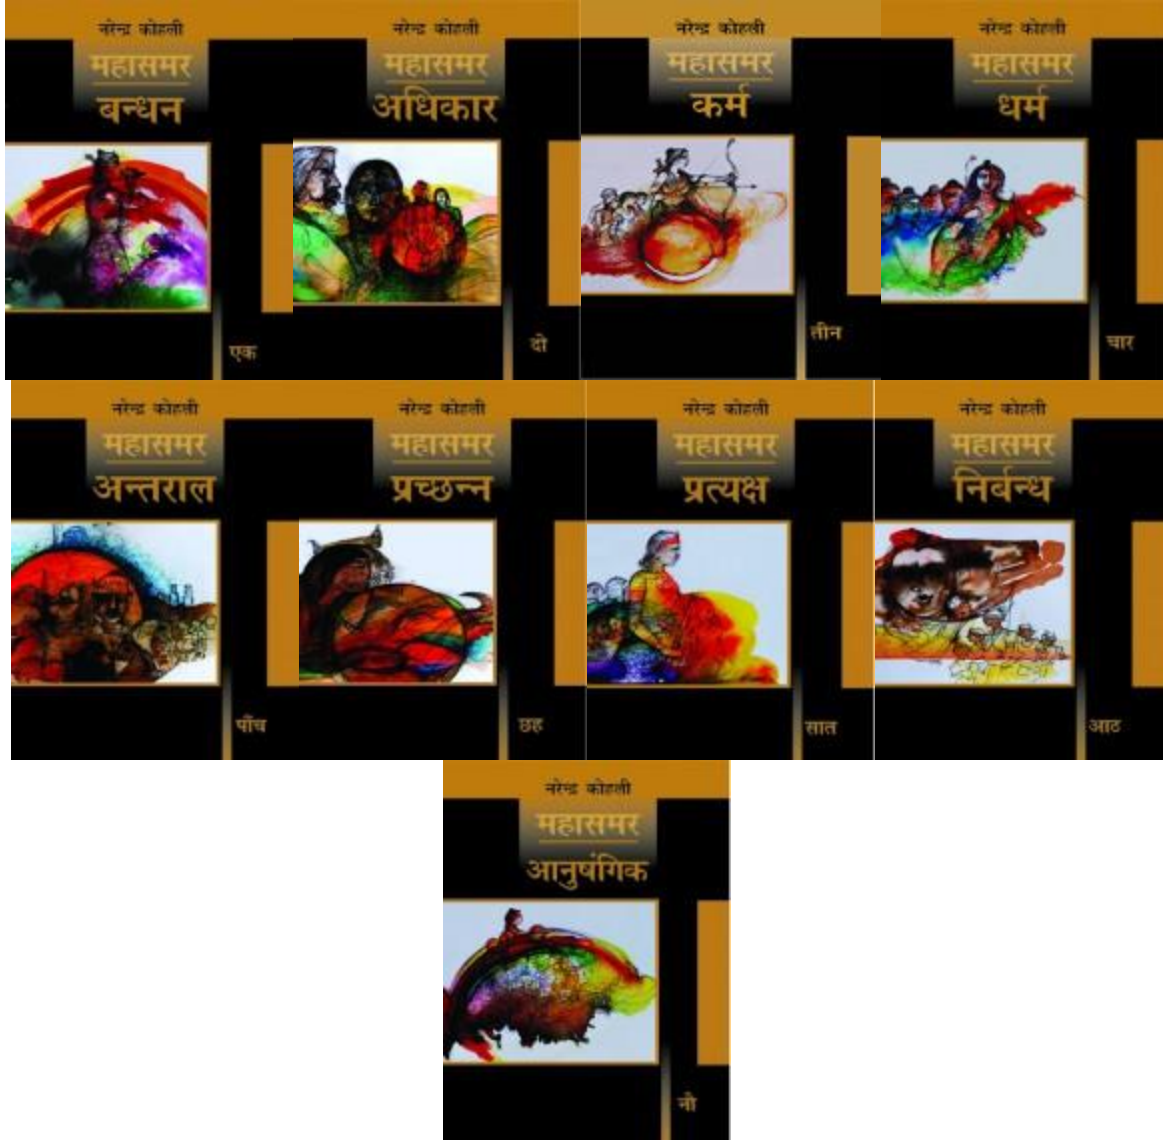 नरेन्द्र कोहली
महासमर
बन्धन
एक
नरेन्द्र कोहली
महासमर
अधिकार
दो
नरेन्द्र कोहली
महासमर
कर्म
तीन
नरेन्द्र कोहली
महासमर
धर्म
चार
नरेन्द्र कोहली
महासमर
अन्तराल
पाँच
नरेन्द्र कोहली
महासमर
प्रच्छन्न
छह
नरेन्द्र कोहली
महासमर
प्रत्यक्ष
सात
नरेन्द्र कोहली
महासमर
निर्बन्ध
आठ
नरेन्द्र कोहली
महासमर
आनुषंगिक
नौ